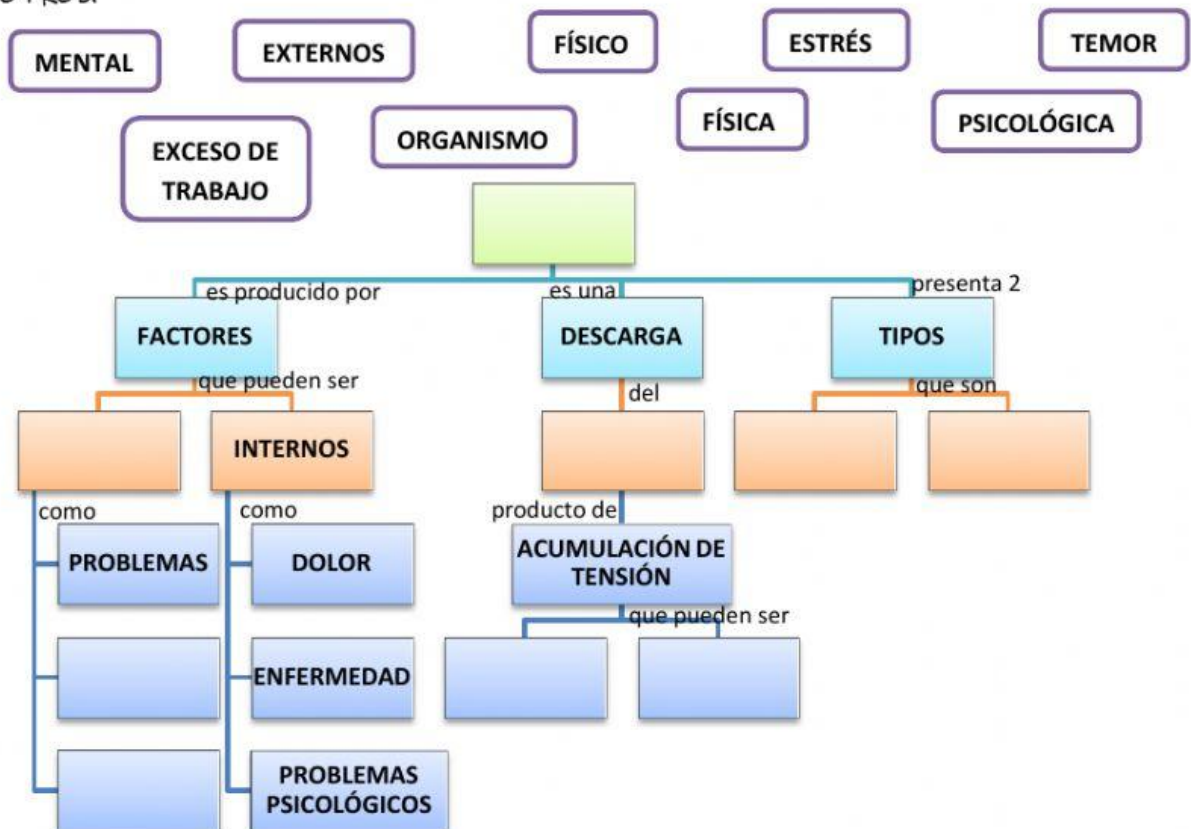 MENTAL
EXTERNOS
FÍSICO
ESTRÉS
TEMOR
EXCESO DE
TRABAJO
ORGANISMO
FÍSICA
PSICOLÓGICA
es producido por
es una
presenta 2
FACTORES
DESCARGA
TIPOS
que pueden ser
del
que son
INTERNOS
como
como
producto de
PROBLEMAS
DOLOR
ACUMULACIÓN DE
TENSIÓN
que pueden ser
ENFERMEDAD
PROBLEMAS
PSICOLÓGICOS